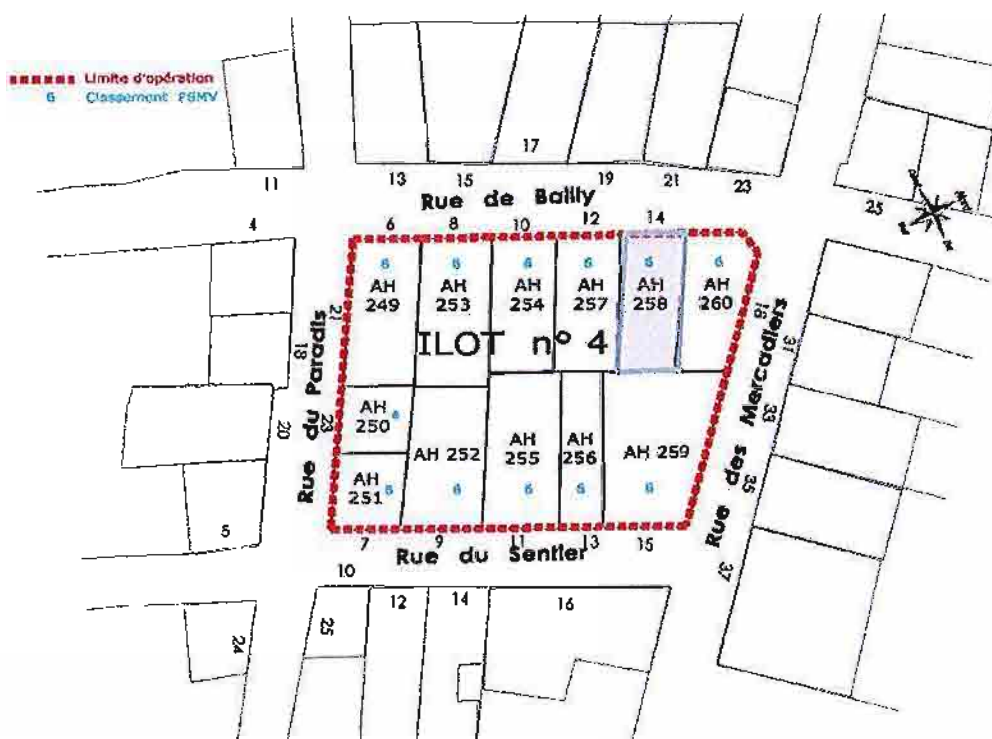 Limite d'opération
6 Classement PSMV
17
11 13 15 19 21 23
Rue de Bailly
25
4 6 8 10 12 14
6 6 6 6 6 6
AH 249
AH 253
AH 254
AH 257
AH 258
AH 260
ILOT n° 4
21
18
Rue du Paradis
23
20
18
31
33
35
37
Rue des Mercadiers
AH 250 6
AH 251 6
AH 252
AH 255
AH 256
AH 259
6 6 6 6
5
7 9 11 13 15
Rue du Sentier
10 12 14 16
24
25